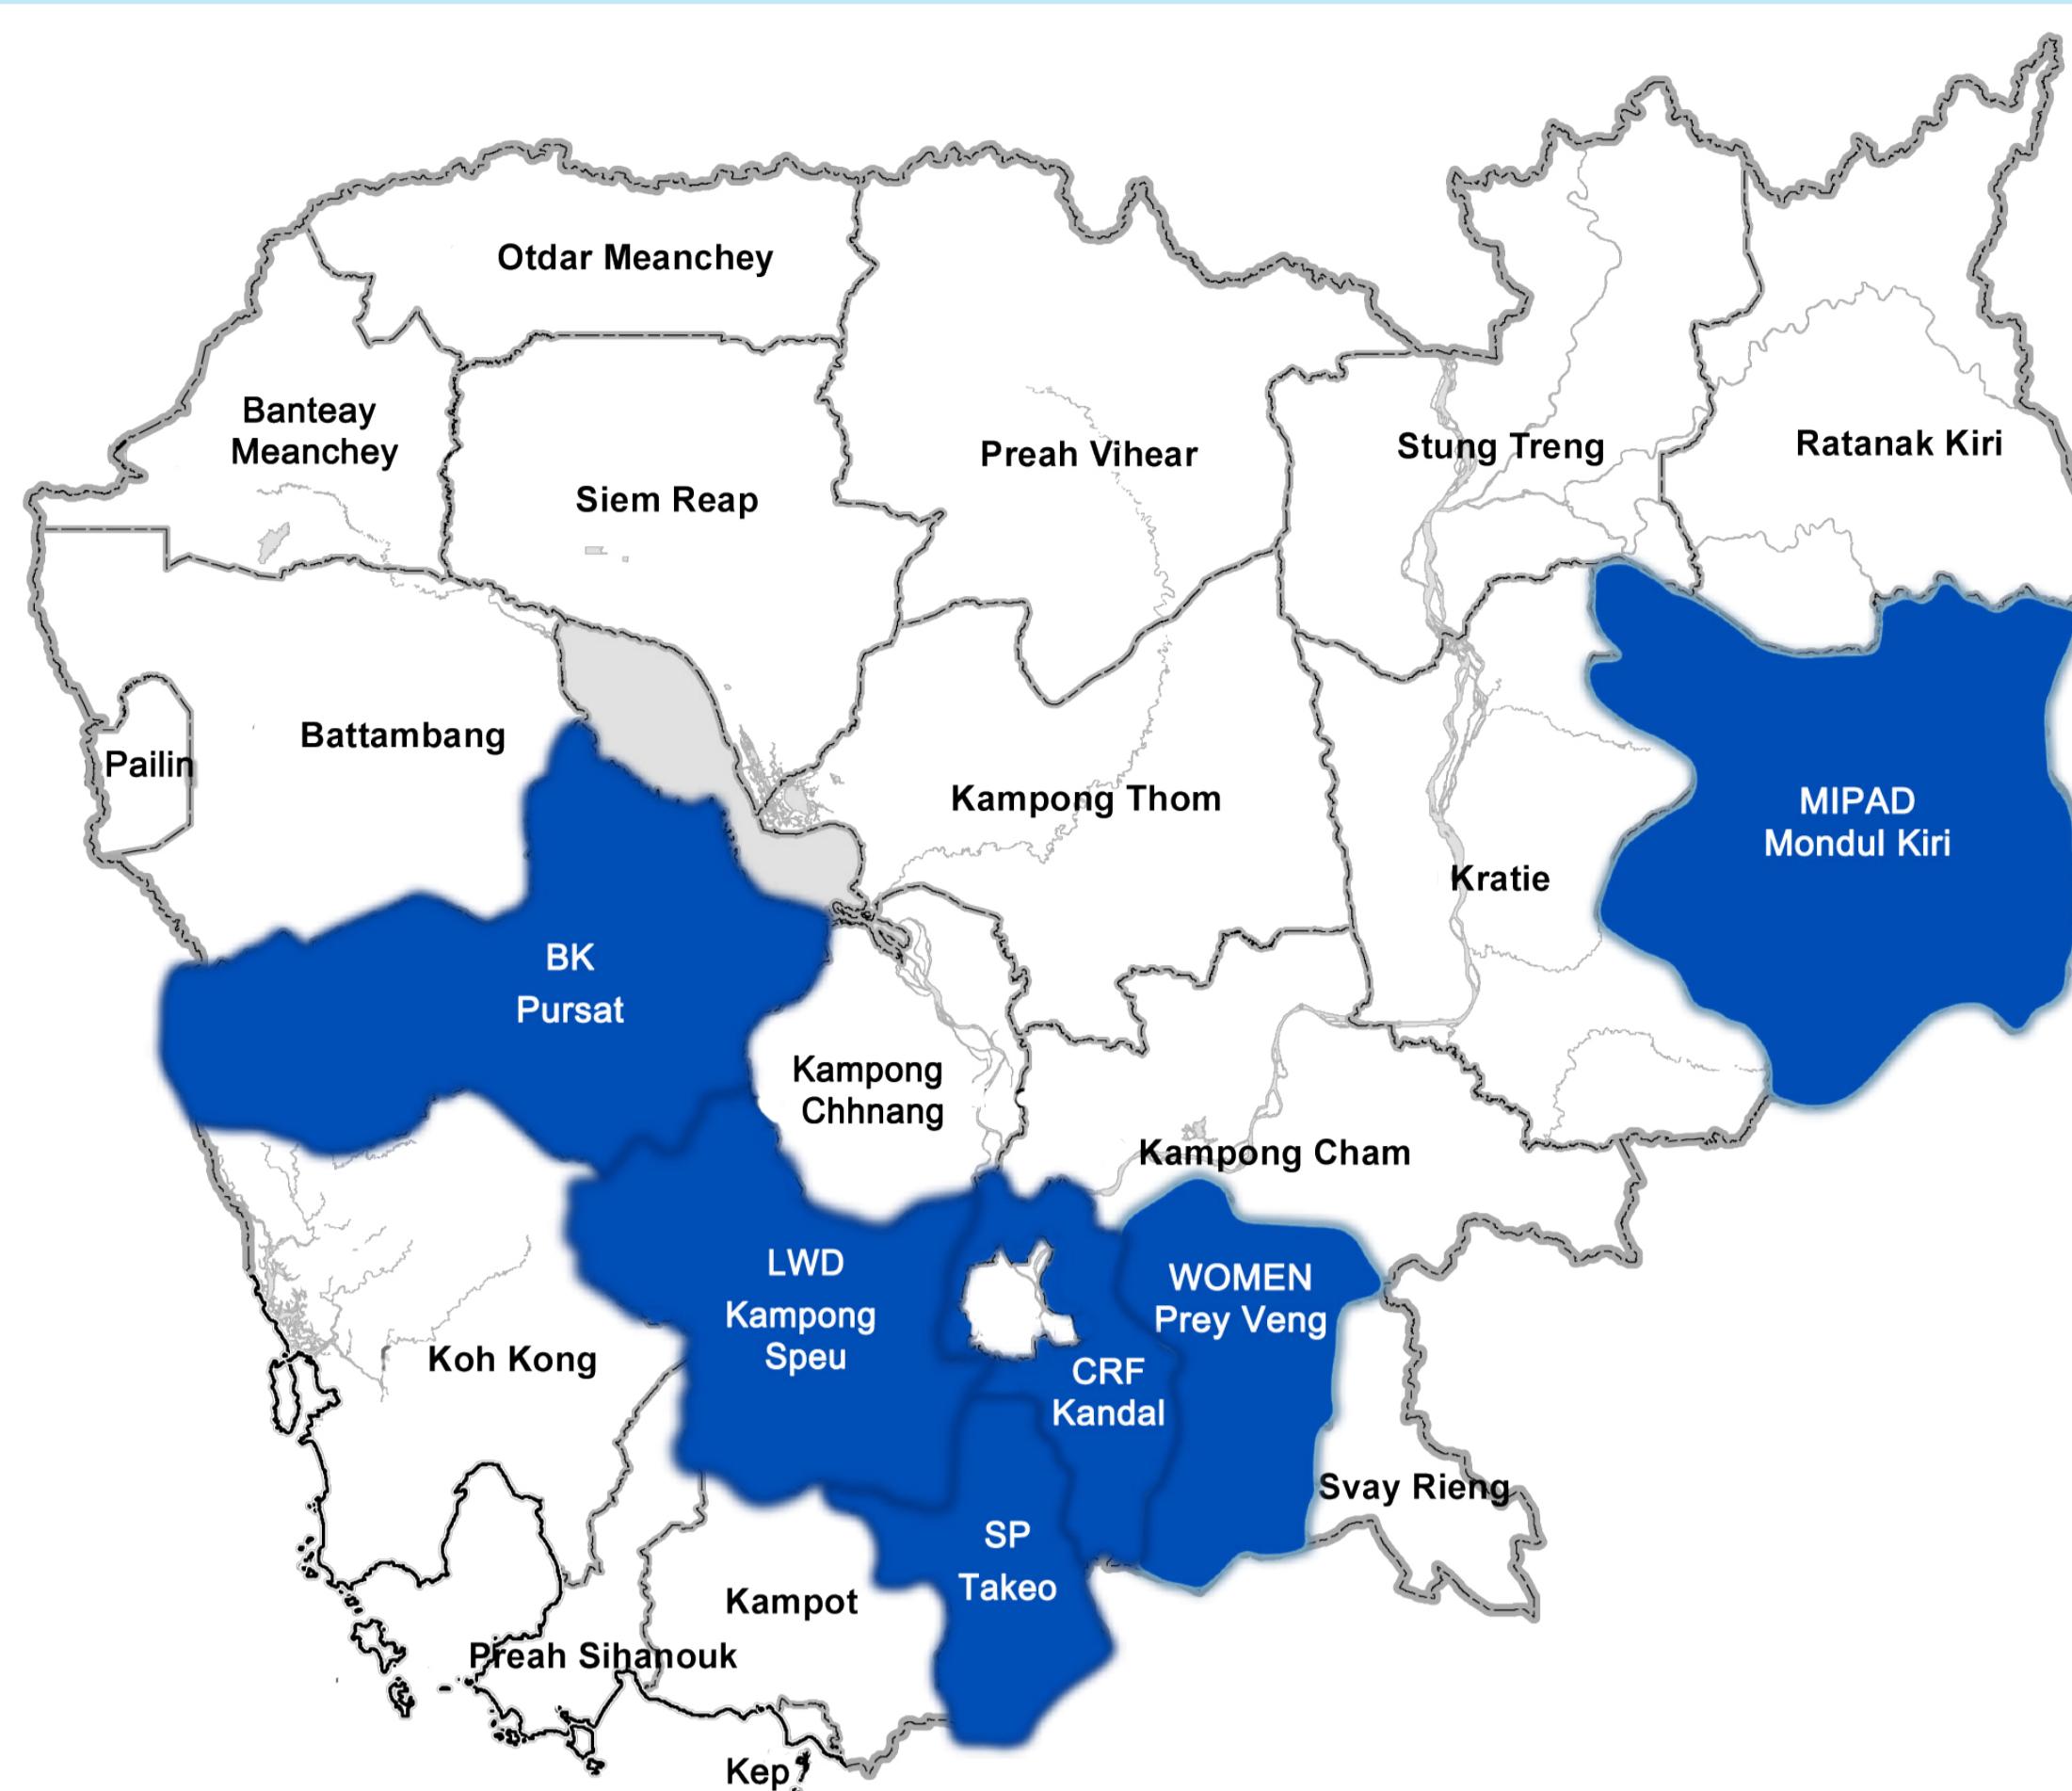 Otdar Meanchey
Banteay
Meanchey
Siem Reap
Preah Vihear
Stung Treng
Ratanak Kiri
Battambang
Pailin
Kampong Thom
Kratie
MIPAD
Mondul Kiri
BK
Pursat
Kampong
Chhnang
Kampong Cham
LWD
Kampong
Speu
WOMEN
Prey Veng
CRF
Kandal
Koh Kong
Svay Rieng
SP
Takeo
Kampot
Preah Sihanouk
Kep